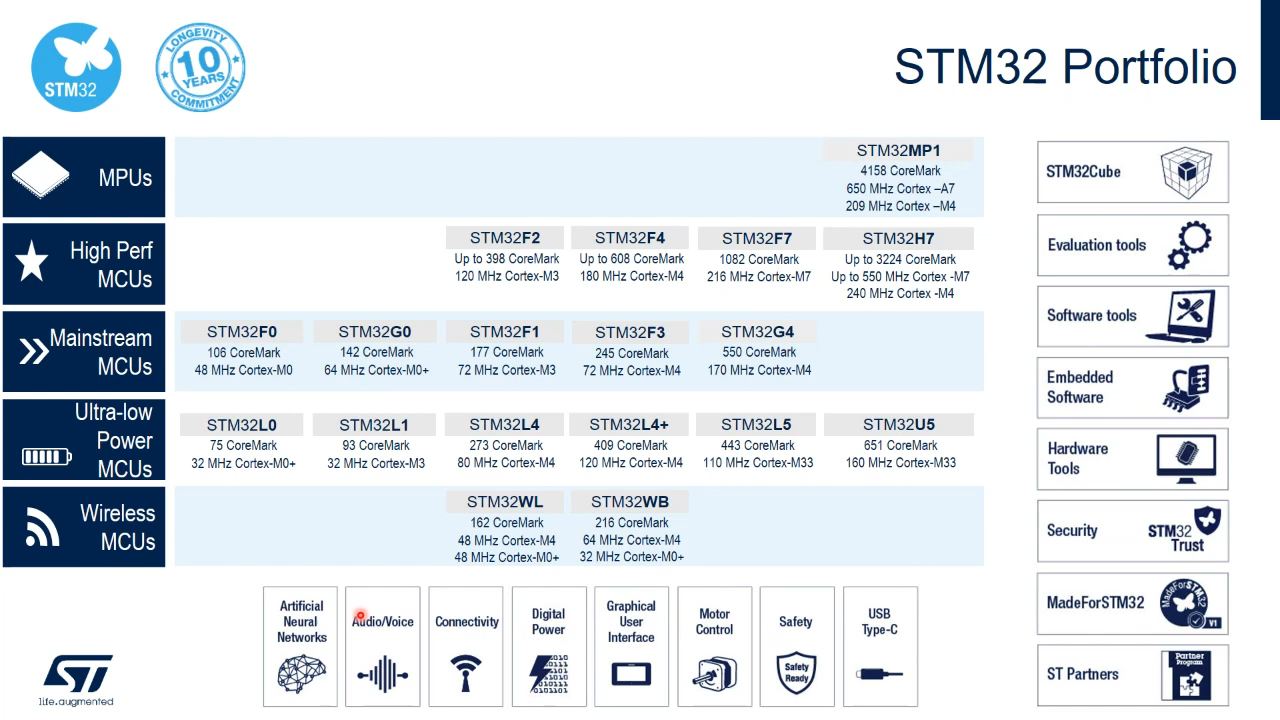 STM32
LONGEVITY
10
YEARS
COMMITMENT
STM32 Portfolio
MPUs
STM32MP1
4158 CoreMark
650 MHz Cortex –A7
209 MHz Cortex –M4
High Perf
MCUs
STM32F2
Up to 398 CoreMark
120 MHz Cortex-M3
STM32F4
Up to 608 CoreMark
180 MHz Cortex-M4
STM32F7
1082 CoreMark
216 MHz Cortex-M7
STM32H7
Up to 3224 CoreMark
Up to 550 MHz Cortex -M7
240 MHz Cortex -M4
Mainstream
MCUs
STM32F0
106 CoreMark
48 MHz Cortex-M0
STM32G0
142 CoreMark
64 MHz Cortex-M0+
STM32F1
177 CoreMark
72 MHz Cortex-M3
STM32F3
245 CoreMark
72 MHz Cortex-M4
STM32G4
550 CoreMark
170 MHz Cortex-M4
Ultra-low
Power
MCUs
STM32L0
75 CoreMark
32 MHz Cortex-M0+
STM32L1
93 CoreMark
32 MHz Cortex-M3
STM32L4
273 CoreMark
80 MHz Cortex-M4
STM32L4+
409 CoreMark
120 MHz Cortex-M4
STM32L5
443 CoreMark
110 MHz Cortex-M33
STM32U5
651 CoreMark
160 MHz Cortex-M33
Wireless
MCUs
STM32WL
162 CoreMark
48 MHz Cortex-M4
48 MHz Cortex-M0+
STM32WB
216 CoreMark
64 MHz Cortex-M4
32 MHz Cortex-M0+
STM32Cube
Evaluation tools
Software tools
Embedded
Software
Hardware
Tools
Security
STM32
Trust
MadeForSTM32
MadeForSTM32
V1
ST Partners
Partner
Program
Artificial
Neural
Networks
Audio/Voice
Connectivity
Digital
Power
Graphical
User
Interface
Motor
Control
Safety
Safety
Ready
USB
Type-C
ST
life.augmented